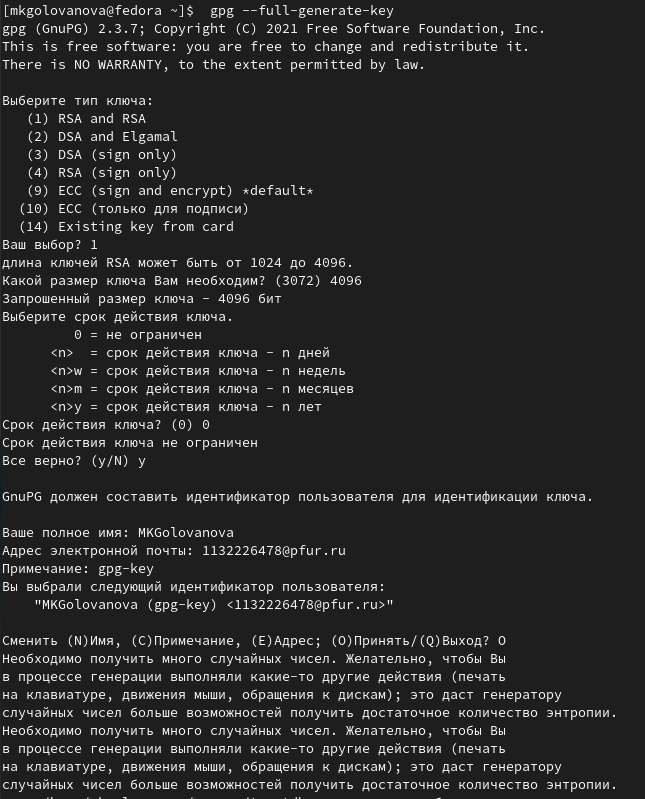 [mkgolovanova@fedora ~]$  gpg --full-generate-key
gpg (GnuPG) 2.3.7; Copyright (C) 2021 Free Software Foundation, Inc.
This is free software: you are free to change and redistribute it.
There is NO WARRANTY, to the extent permitted by law.

Выберите тип ключа:
   (1) RSA and RSA
   (2) DSA and Elgamal
   (3) DSA (sign only)
   (4) RSA (sign only)
   (9) ECC (sign and encrypt) *default*
  (10) ECC (только для подписи)
  (14) Existing key from card
Ваш выбор? 1
длина ключей RSA может быть от 1024 до 4096.
Какой размер ключа Вам необходим? (3072) 4096
Запрошенный размер ключа - 4096 бит
Выберите срок действия ключа.
         0 = не ограничен
      <n>  = срок действия ключа - n дней
      <n>w = срок действия ключа - n недель
      <n>m = срок действия ключа - n месяцев
      <n>y = срок действия ключа - n лет
Срок действия ключа? (0) 0
Срок действия ключа не ограничен
Все верно? (y/N) y

GnuPG должен составить идентификатор пользователя для идентификации ключа.

Ваше полное имя: MKGolovanova
Адрес электронной почты: 1132226478@pfur.ru
Примечание: gpg-key
Вы выбрали следующий идентификатор пользователя:
    "MKGolovanova (gpg-key) <1132226478@pfur.ru>"

Сменить (N)Имя, (C)Примечание, (E)Адрес; (O)Принять/(Q)Выход? O
Необходимо получить много случайных чисел. Желательно, чтобы Вы
в процессе генерации выполняли какие-то другие действия (печать
на клавиатуре, движения мыши, обращения к дискам); это даст генератору
случайных чисел больше возможностей получить достаточное количество энтропии.
Необходимо получить много случайных чисел. Желательно, чтобы Вы
в процессе генерации выполняли какие-то другие действия (печать
на клавиатуре, движения мыши, обращения к дискам); это даст генератору
случайных чисел больше возможностей получить достаточное количество энтропии.